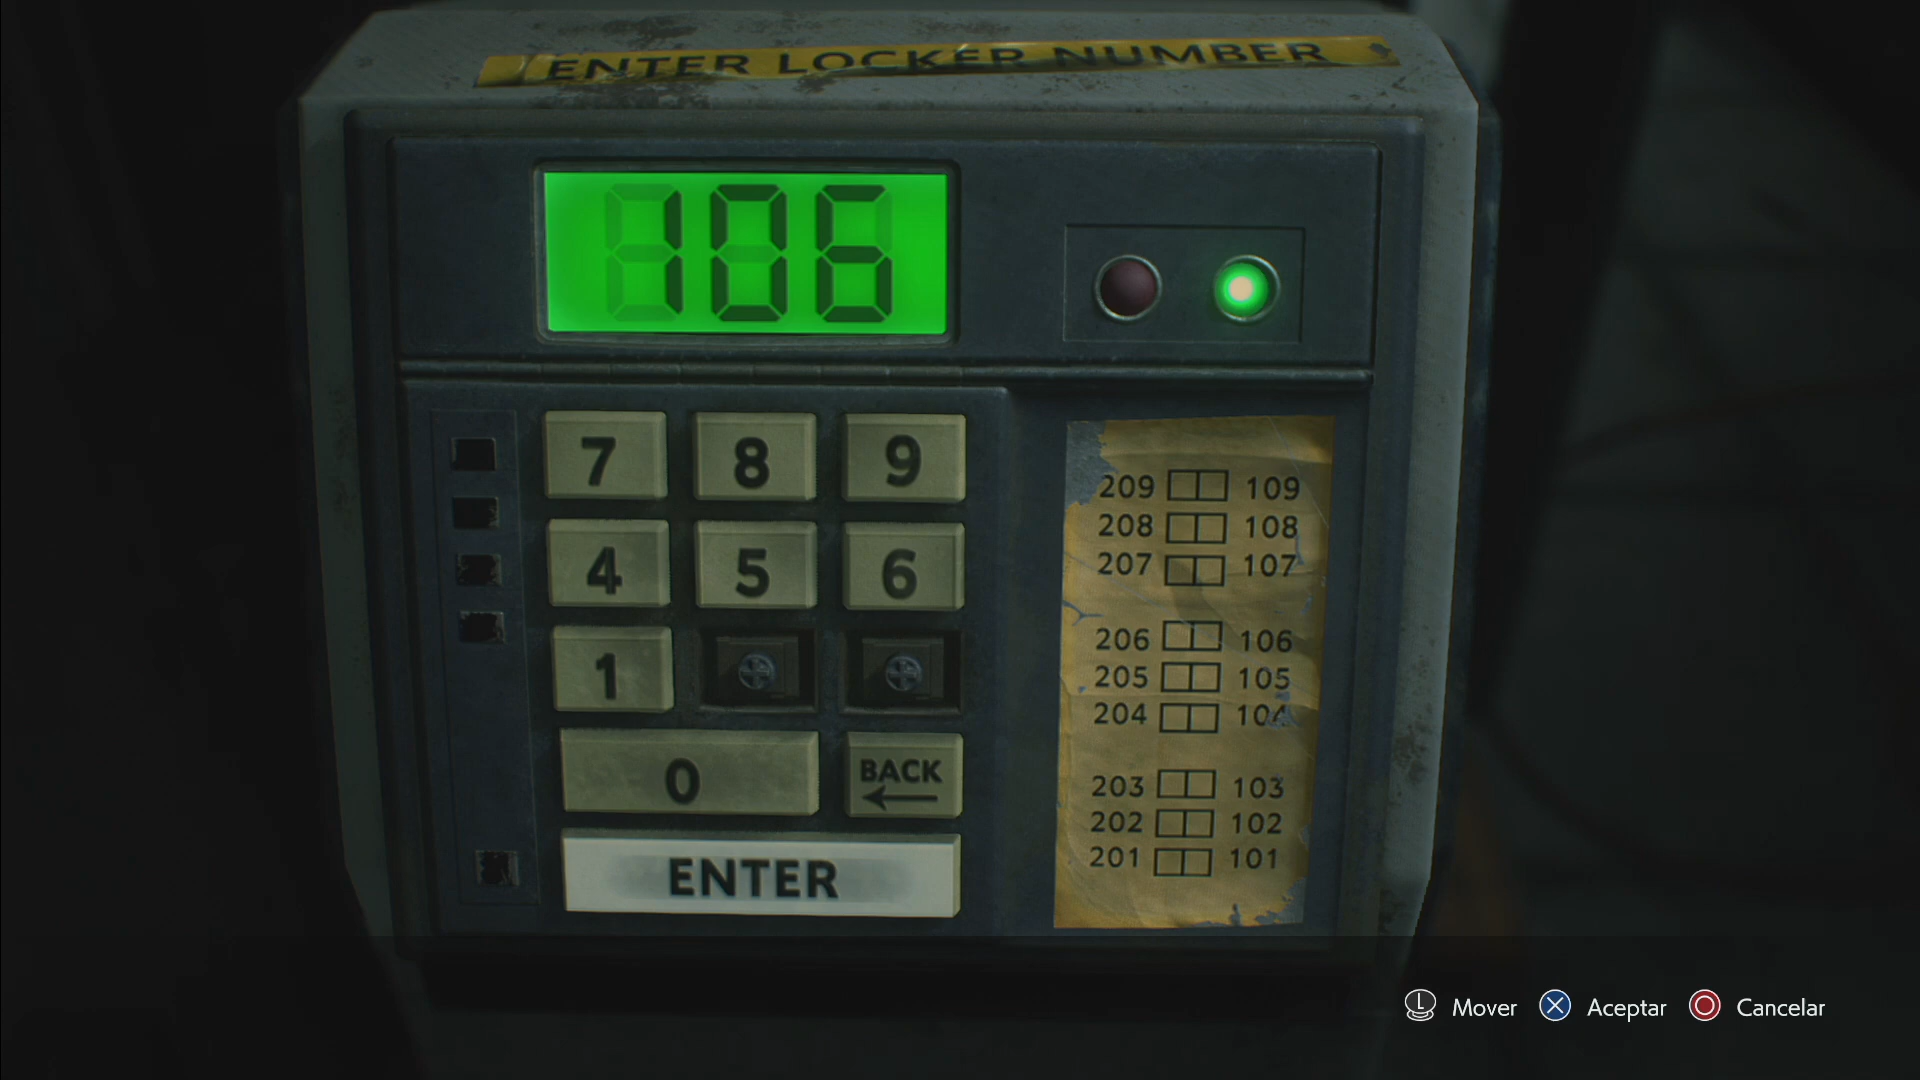 ENTER LOCKER NUMBER
106
7 8 9
4 5 6
1
0 BACK
ENTER
209 109
208 108
207 107
206 106
205 105
204 104
203 103
202 102
201 101
L Mover Aceptar Cancelar